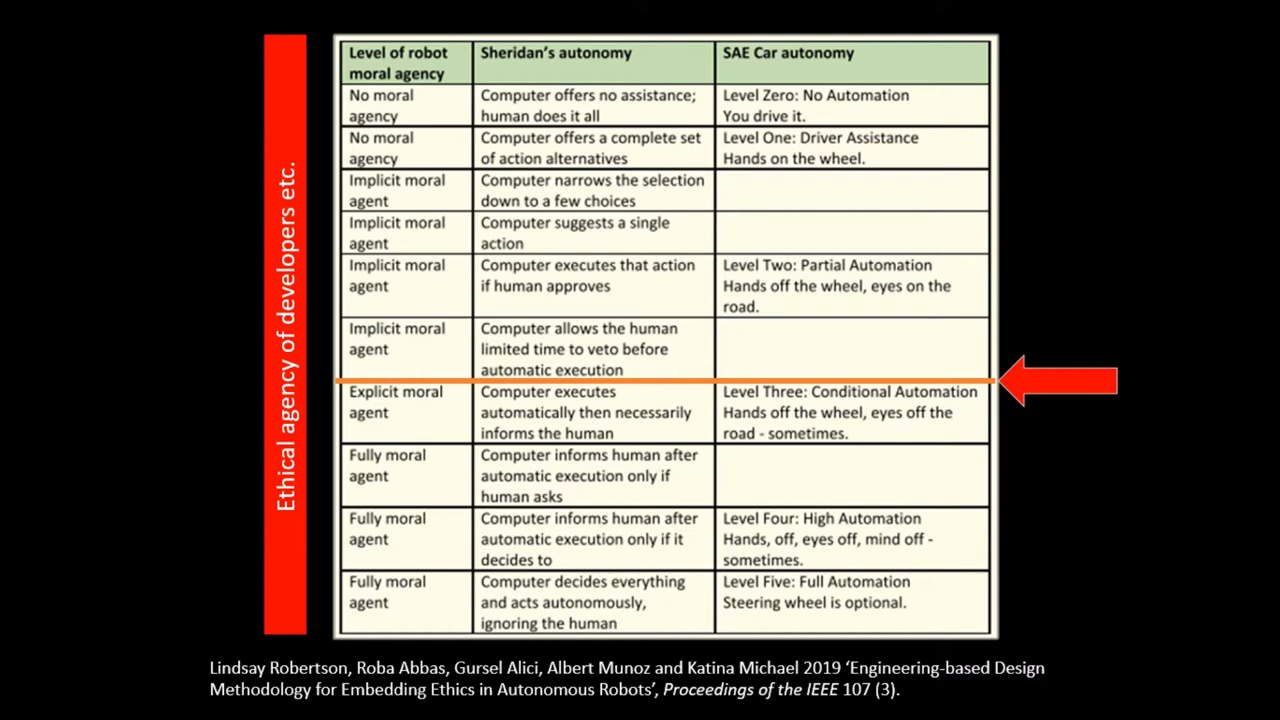 Ethical agency of developers etc.
Level of robot
moral agency
Sheridan's autonomy
SAE Car autonomy
No moral
agency
Computer offers no assistance;
human does it all
Level Zero: No Automation
You drive it.
No moral
agency
Computer offers a complete set
of action alternatives
Level One: Driver Assistance
Hands on the wheel.
Implicit moral
agent
Computer narrows the selection
down to a few choices
Implicit moral
agent
Computer suggests a single
action
Implicit moral
agent
Computer executes that action
if human approves
Level Two: Partial Automation
Hands off the wheel, eyes on the
road.
Implicit moral
agent
Computer allows the human
limited time to veto before
automatic execution
Explicit moral
agent
Computer executes
automatically then necessarily
informs the human
Level Three: Conditional Automation
Hands off the wheel, eyes off the
road - sometimes.
Fully moral
agent
Computer informs human after
automatic execution only if
human asks
Fully moral
agent
Computer informs human after
automatic execution only if it
decides to
Level Four: High Automation
Hands, off, eyes off, mind off -
sometimes.
Fully moral
agent
Computer decides everything
and acts autonomously,
ignoring the human
Level Five: Full Automation
Steering wheel is optional.
Lindsay Robertson, Roba Abbas, Gursel Alici, Albert Munoz and Katina Michael 2019 'Engineering-based Design
Methodology for Embedding Ethics in Autonomous Robots', Proceedings of the IEEE 107 (3).